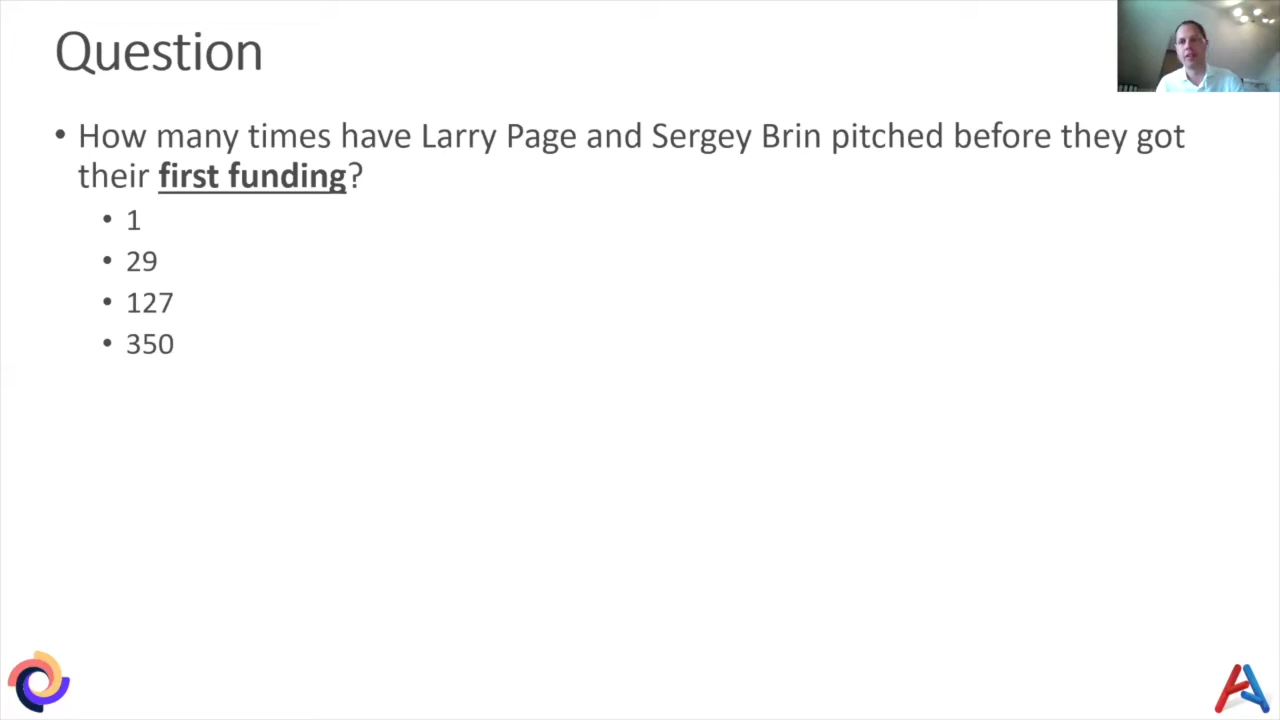 Question
• How many times have Larry Page and Sergey Brin pitched before they got
their first funding?
• 1
• 29
• 127
• 350